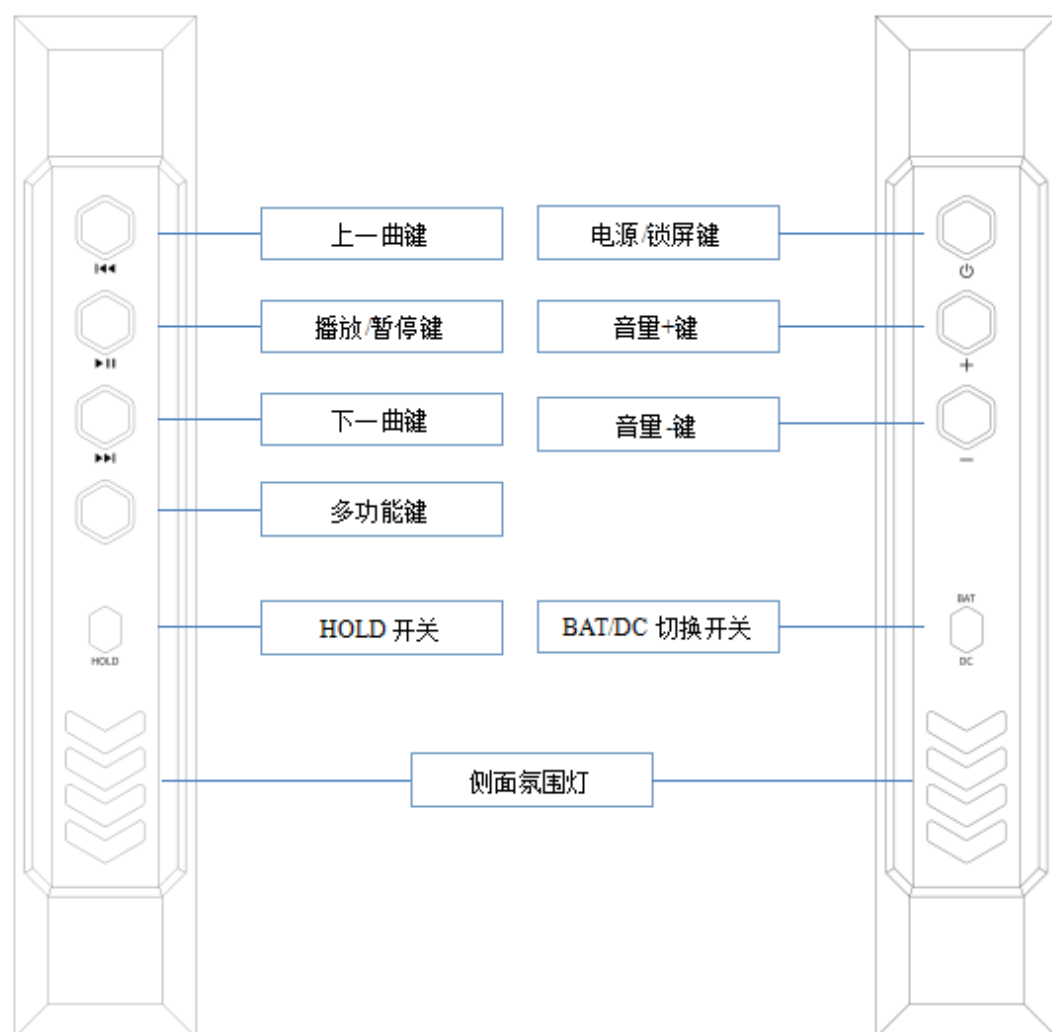 上一曲键
电源/锁屏键
播放/暂停键
音量+键
下一曲键
音量-键
多功能键
HOLD 开关
BAT/DC 切换开关
HOLD
BAT
DC
侧面氛围灯